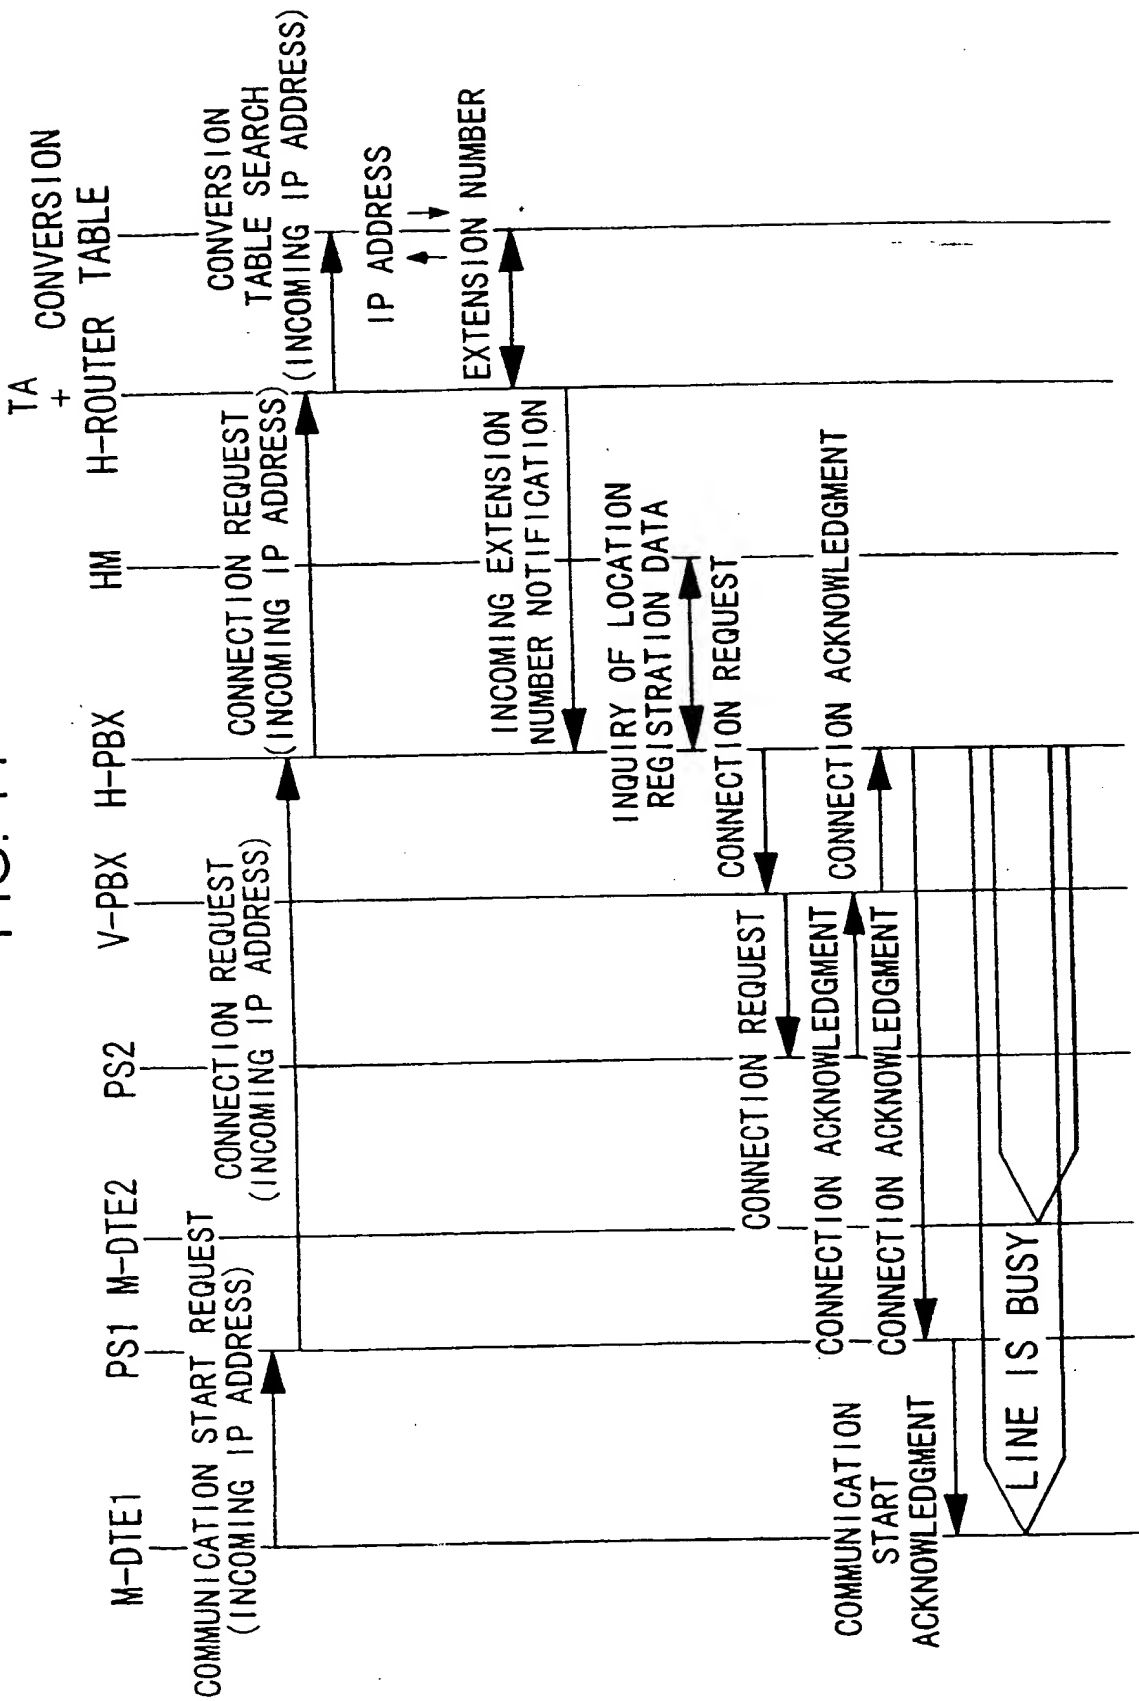 FIG.
TA
+
CONVERSION
M-DTE1 PS1 M-DTE2 PS2 V-PBX H-PBX HM H-ROUTER TABLE
COMMUNICATION START REQUEST
(INCOMING IP ADDRESS)
CONNECTION REQUEST
(INCOMING IP ADDRESS)
CONNECTION REQUEST
(INCOMING IP ADDRESS)
CONVERSION
TABLE SEARCH
(INCOMING IP ADDRESS)
IP ADDRESS
EXTENSION NUMBER
INCOMING EXTENSION
NUMBER NOTIFICATION
INQUIRY OF LOCATION
REGISTRATION DATA
CONNECTION REQUEST
CONNECTION REQUEST
CONNECTION ACKNOWLEDGMENT
CONNECTION ACKNOWLEDGMENT
CONNECTION ACKNOWLEDGMENT
COMMUNICATION
START
ACKNOWLEDGMENT
LINE IS BUSY